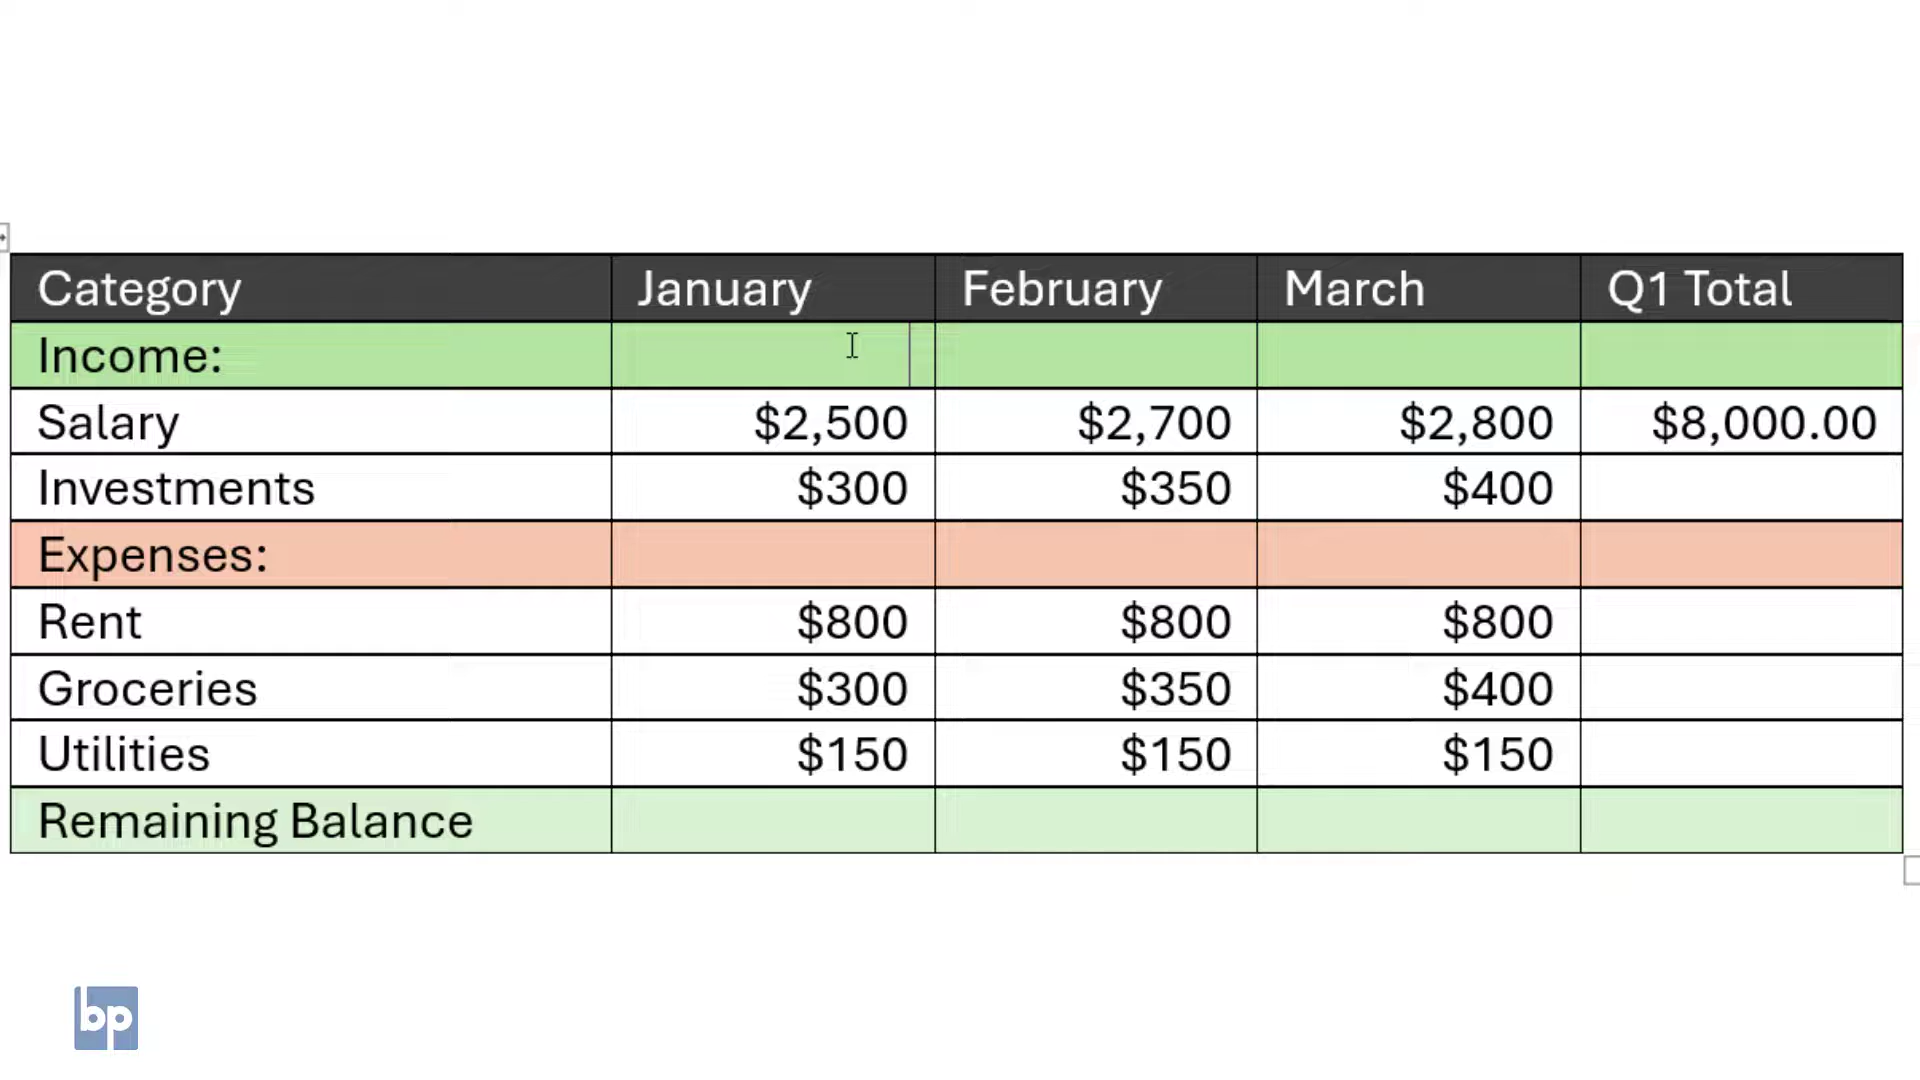 Category January February March Q1 Total
Income:
Salary $2,500 $2,700 $2,800 $8,000.00
Investments $300 $350 $400
Expenses:
Rent $800 $800 $800
Groceries $300 $350 $400
Utilities $150 $150 $150
Remaining Balance
bp